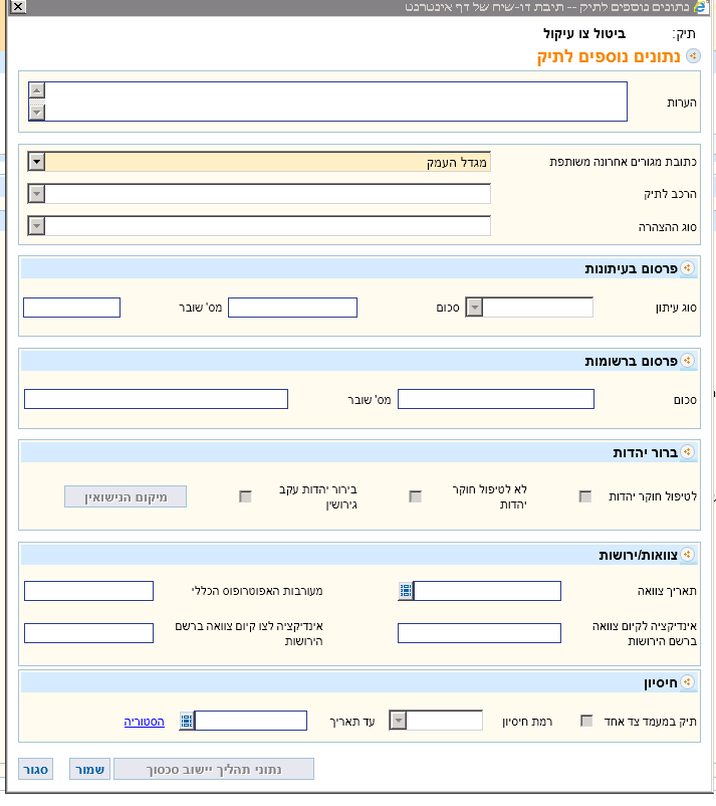 נתונים נוספים לתיק -- תיבת דו-שיח של דף אינטרנט
תיק: ביטול צו עיקול
נתונים נוספים לתיק
הערות
כתובת מגורים אחרונה משותפת מגדל העמק
הרכב לתיק
סוג ההצהרה
פרסום בעיתונות
סוג עיתון סכום מס' שובר
פרסום ברשומות
סכום מס' שובר
ברור יהדות
לטיפול חוקר יהדות לא לטיפול חוקר יהדות בירור יהדות עקב גירושין מיקום הנישואין
צוואות/ירושות
תאריך צוואה מעורבות האפוטרופוס הכללי
אינדיקציה לקיום צוואה ברשם הירושות אינדיקציה לצו קיום צוואה ברשם הירושות
חיסיון
תיק במעמד צד אחד רמת חיסיון עד תאריך הסטוריה
נתוני תהליך יישוב סכסוך שמור סגור